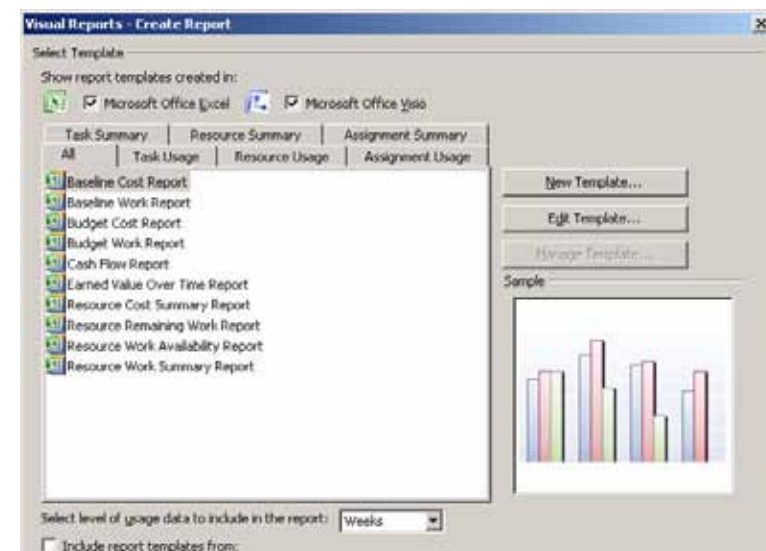 Visual Reports - Create Report
Select Template
Show report templates created in:
Microsoft Office Excel Microsoft Office Visio
Task Summary Resource Summary Assignment Summary
All Task Usage Resource Usage Assignment Usage
Baseline Cost Report
Baseline Work Report
Budget Cost Report
Budget Work Report
Cash Flow Report
Earned Value Over Time Report
Resource Cost Summary Report
Resource Remaining Work Report
Resource Work Availability Report
Resource Work Summary Report
New Template...
Edit Template...
Manage Template...
Sample
Select level of usage data to include in the report: Weeks
Include report templates from: